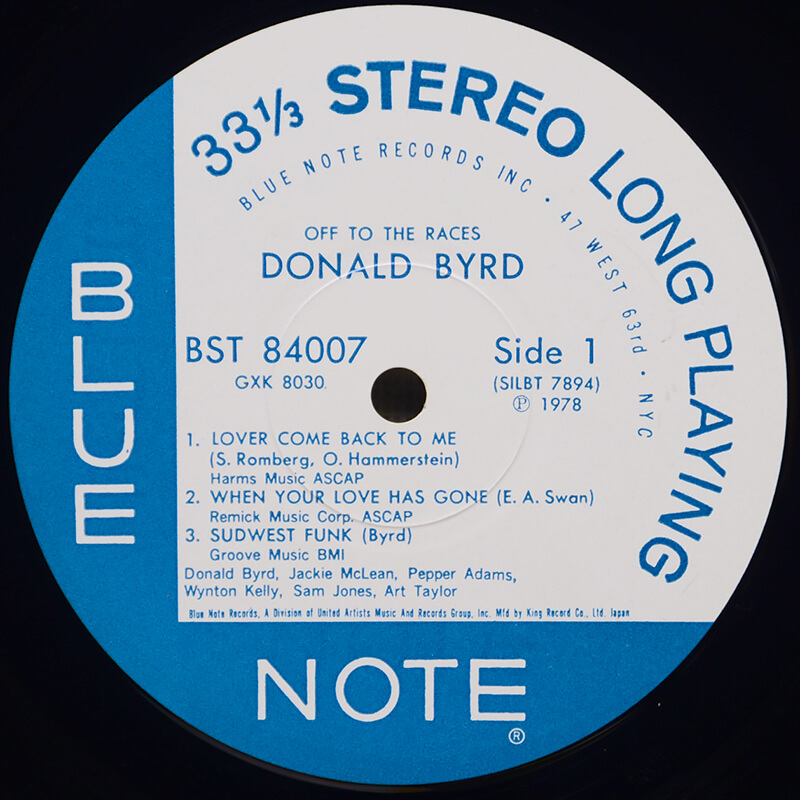 33⅓ STEREO LONG PLAYING
BLUE NOTE RECORDS INC • 47 WEST 63rd • NYC
OFF TO THE RACES
DONALD BYRD
BST 84007
GXK 8030
Side 1
(SILBT 7894)
Ⓟ 1978
1. LOVER COME BACK TO ME
(S. Romberg, O. Hammerstein)
Harms Music ASCAP
2. WHEN YOUR LOVE HAS GONE (E. A. Swan)
Remick Music Corp. ASCAP
3. SUDWEST FUNK (Byrd)
Groove Music BMI
Donald Byrd, Jackie McLean, Pepper Adams,
Wynton Kelly, Sam Jones, Art Taylor
Blue Note Records, A Division of United Artists Music And Records Group, Inc. Mfd by King Record Co., Ltd. Japan
BLUE
NOTE®